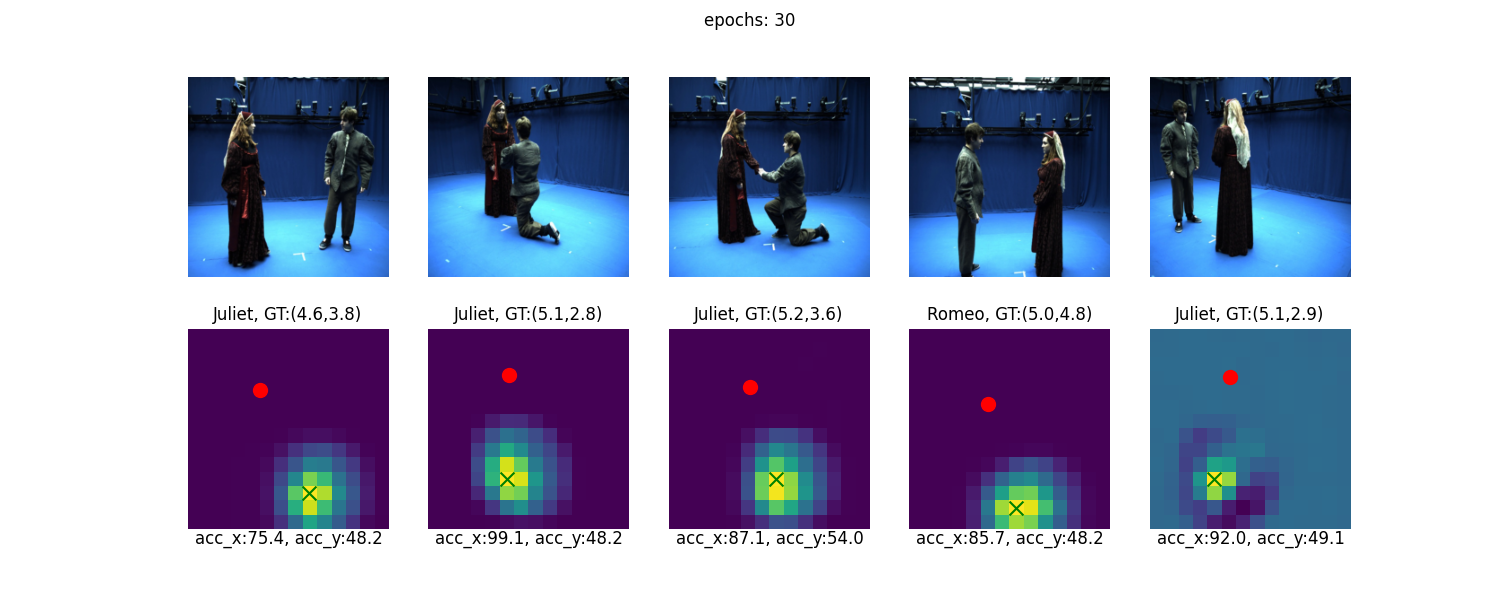 epochs: 30
Juliet, GT:(4.6,3.8)
Juliet, GT:(5.1,2.8)
Juliet, GT:(5.2,3.6)
Romeo, GT:(5.0,4.8)
Juliet, GT:(5.1,2.9)
acc_x:75.4, acc_y:48.2
acc_x:99.1, acc_y:48.2
acc_x:87.1, acc_y:54.0
acc_x:85.7, acc_y:48.2
acc_x:92.0, acc_y:49.1